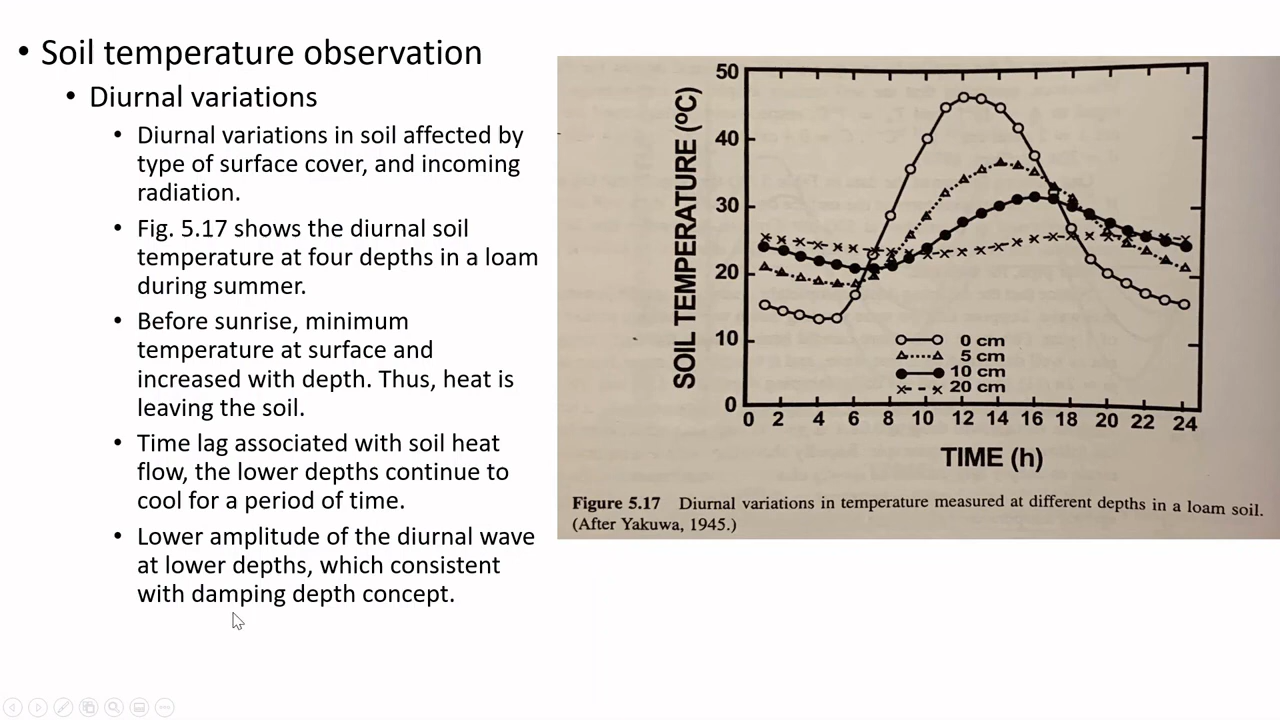 • Soil temperature observation
• Diurnal variations
• Diurnal variations in soil affected by
type of surface cover, and incoming
radiation.
• Fig. 5.17 shows the diurnal soil
temperature at four depths in a loam
during summer.
• Before sunrise, minimum
temperature at surface and
increased with depth. Thus, heat is
leaving the soil.
• Time lag associated with soil heat
flow, the lower depths continue to
cool for a period of time.
• Lower amplitude of the diurnal wave
at lower depths, which consistent
with damping depth concept.
SOIL TEMPERATURE (ºC)
50
40
30
20
10
0
0 cm
5 cm
10 cm
20 cm
0 2 4 6 8 10 12 14 16 18 20 22 24
TIME (h)
Figure 5.17 Diurnal variations in temperature measured at different depths in a loam soil.
(After Yakuwa, 1945.)